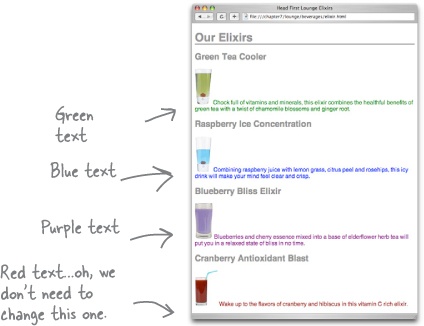 Head First Lounge Elixirs
file:///chapter7/lounge/beverages/elixir.html
Our Elixirs
Green Tea Cooler
Chock full of vitamins and minerals, this elixir combines the healthful benefits of
green tea with a twist of chamomile blossoms and ginger root.
Green
text
Raspberry Ice Concentration
Combining raspberry juice with lemon grass, citrus peel and rosehips, this icy
drink will make your mind feel clear and crisp.
Blue text
Blueberry Bliss Elixir
Blueberries and cherry essence mixed into a base of elderflower herb tea will
put you in a relaxed state of bliss in no time.
Purple text
Cranberry Antioxidant Blast
Wake up to the flavors of cranberry and hibiscus in this vitamin C rich elixir.
Red text...oh, we
don't need to
change this one.